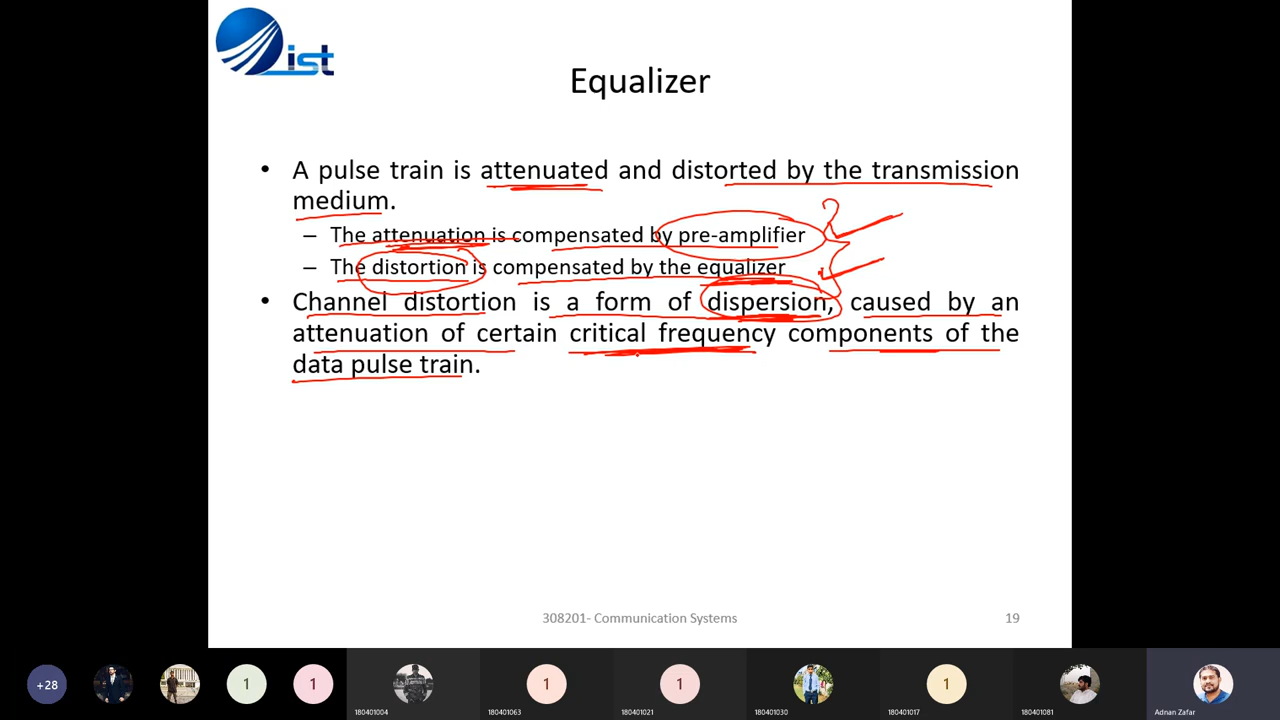 ist
Equalizer
• A pulse train is attenuated and distorted by the transmission
medium.
– The attenuation is compensated by pre-amplifier
– The distortion is compensated by the equalizer
• Channel distortion is a form of dispersion, caused by an
attenuation of certain critical frequency components of the
data pulse train.
308201- Communication Systems 19
+28 1 1 1 1 1
180401004 180401063 180401021 180401030 180401017 180401081 Adnan Zafar